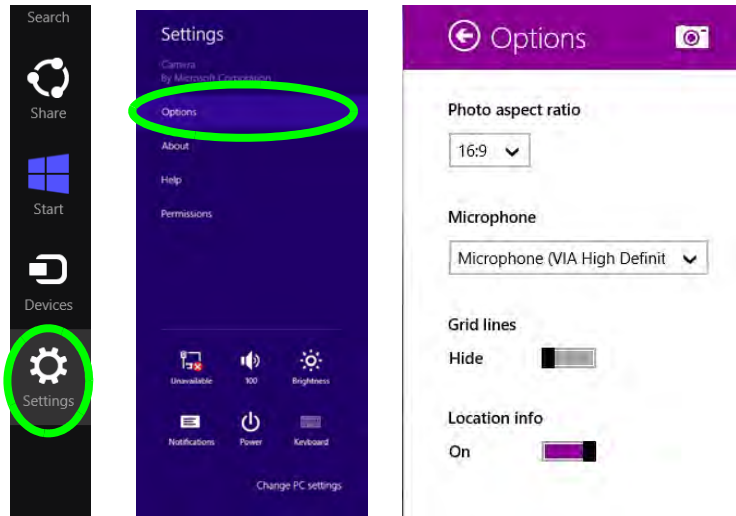 Search
Share
Start
Devices
Settings
Settings
Camera
By Microsoft Corporation
Options
About
Help
Permissions
Unavailable
100
Brightness
Notifications
Power
Keyboard
Change PC settings
Options
Photo aspect ratio
16:9
Microphone
Microphone (VIA High Definit
Grid lines
Hide
Location info
On